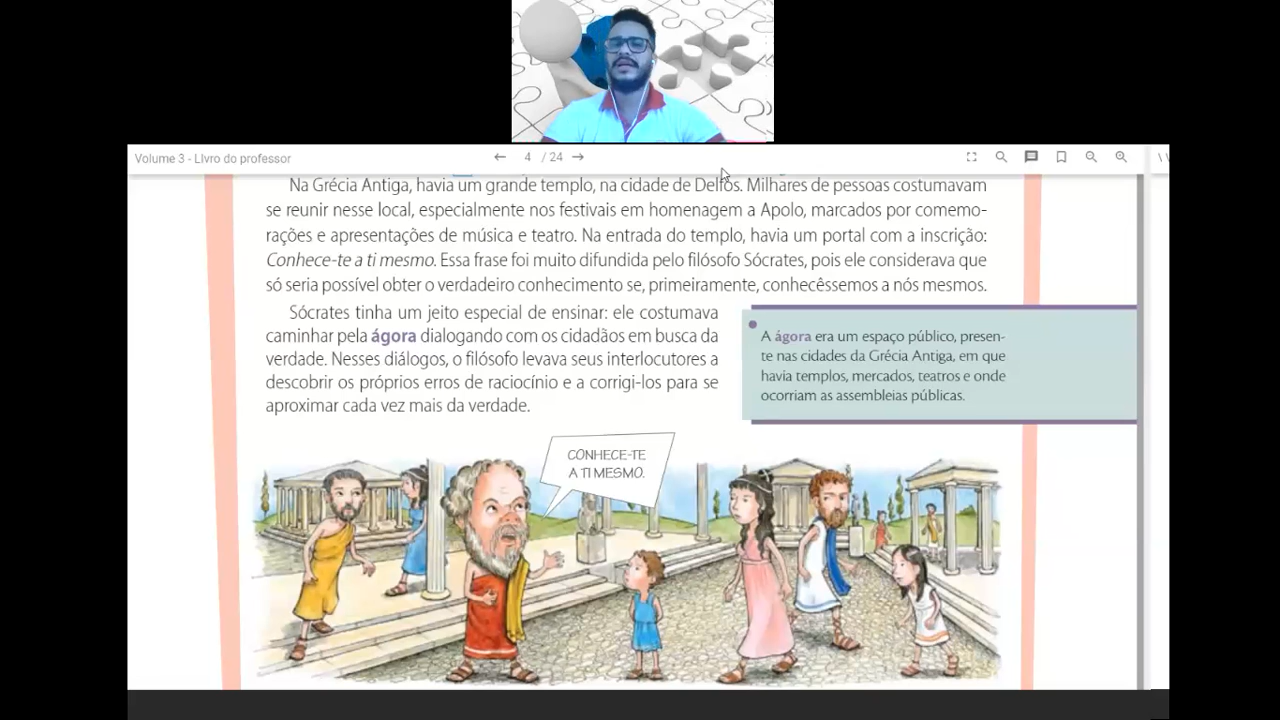 Volume 3 - LIvro do professor
4 / 24
Na Grécia Antiga, havia um grande templo, na cidade de Delfos. Milhares de pessoas costumavam
se reunir nesse local, especialmente nos festivais em homenagem a Apolo, marcados por comemo-
rações e apresentações de música e teatro. Na entrada do templo, havia um portal com a inscrição:
Conhece-te a ti mesmo. Essa frase foi muito difundida pelo filósofo Sócrates, pois ele considerava que
só seria possível obter o verdadeiro conhecimento se, primeiramente, conhecêssemos a nós mesmos.
Sócrates tinha um jeito especial de ensinar: ele costumava
caminhar pela ágora dialogando com os cidadãos em busca da
verdade. Nesses diálogos, o filósofo levava seus interlocutores a
descobrir os próprios erros de raciocínio e a corrigi-los para se
aproximar cada vez mais da verdade.
A ágora era um espaço público, presen-
te nas cidades da Grécia Antiga, em que
havia templos, mercados, teatros e onde
ocorriam as assembleias públicas.
CONHECE-TE
A TI MESMO.